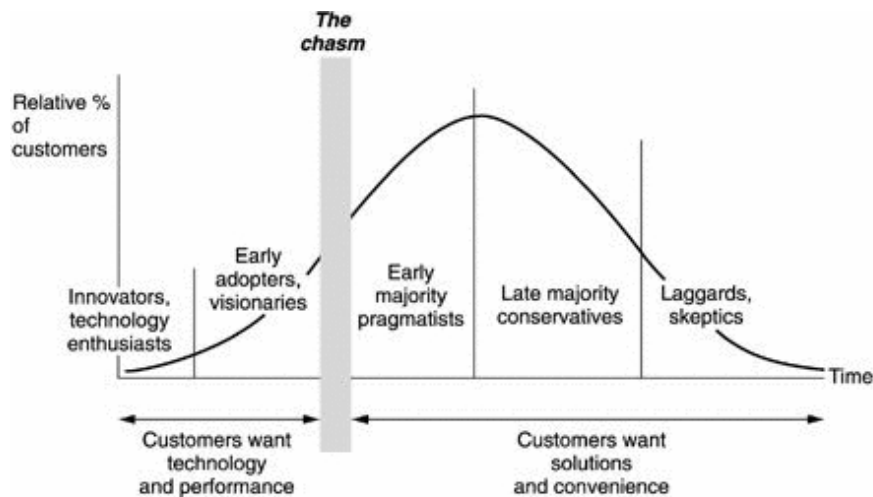 The
chasm
Relative %
of
customers
Innovators,
technology
enthusiasts
Early
adopters,
visionaries
Early
majority
pragmatists
Late majority
conservatives
Laggards,
skeptics
Time
Customers want
technology
and performance
Customers want
solutions
and convenience